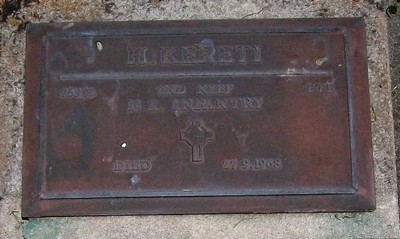 H. KERETI
PTE
2ND NZEF
N.Z. INFANTRY
DIED 27.9.1968